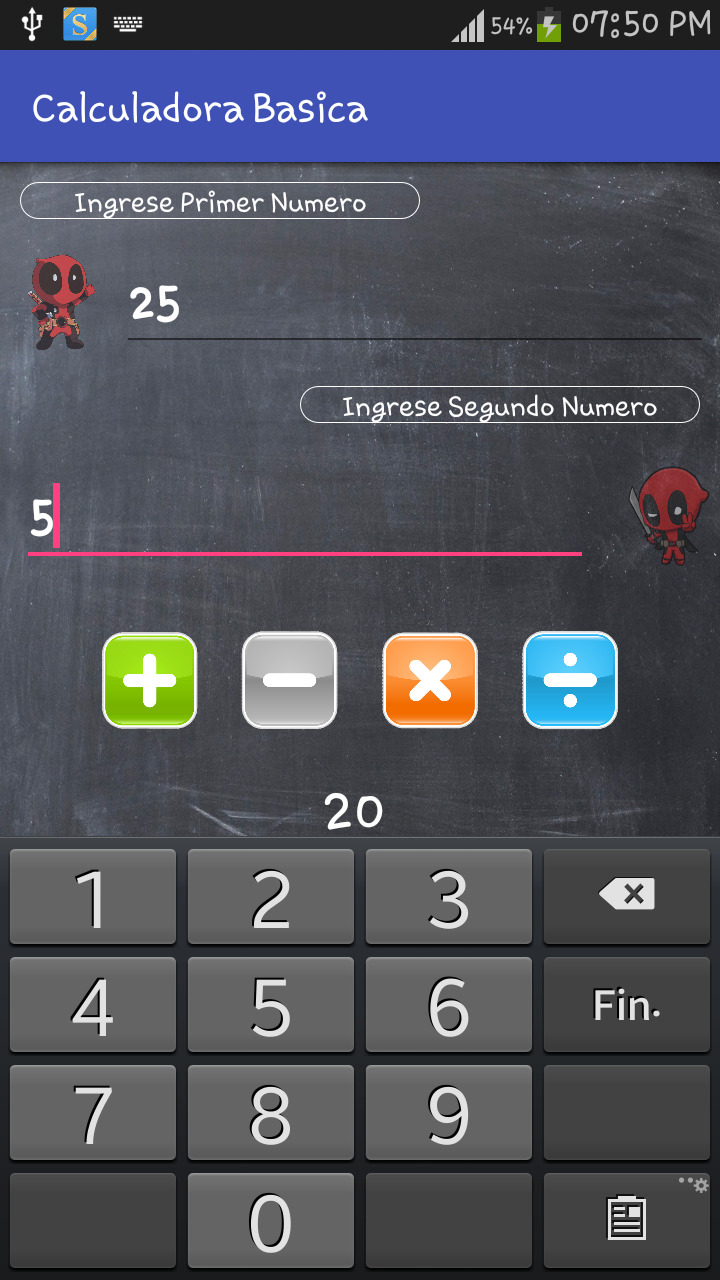 S 54% 07:50 PM
Calculadora Basica
Ingrese Primer Numero
25
Ingrese Segundo Numero
5
20
1 2 3
4 5 6 Fin.
7 8 9
0